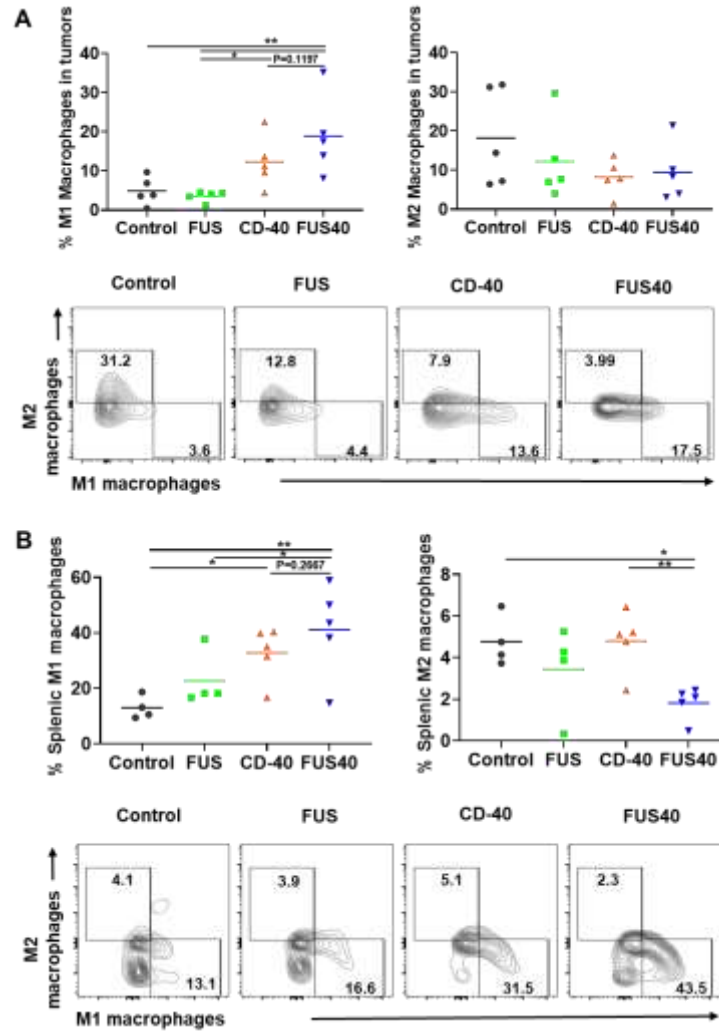 A
% M1 Macrophages in tumors
40
30
20
10
0
**
*
P=0.1197
Control FUS CD-40 FUS40
% M2 Macrophages in tumors
40
30
20
10
0
Control FUS CD-40 FUS40
Control FUS CD-40 FUS40
M2
macrophages
31.2
3.6
12.8
4.4
7.9
13.6
3.99
17.5
M1 macrophages
B
% Splenic M1 macrophages
60
40
20
0
**
*
*
P=0.2667
Control FUS CD-40 FUS40
% Splenic M2 macrophages
8
6
4
2
0
*
**
Control FUS CD-40 FUS40
Control FUS CD-40 FUS40
M2
macrophages
4.1
13.1
3.9
16.6
5.1
31.5
2.3
43.5
M1 macrophages